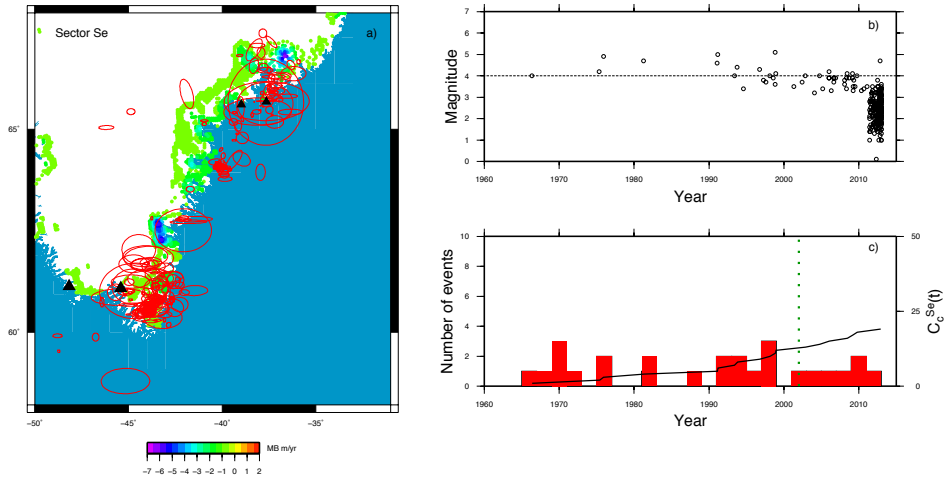 Sector Se
a)
65˚
60˚
−50˚ −45˚ −40˚ −35˚
MB m/yr
−7 −6 −5 −4 −3 −2 −1 0 1 2
b)
Magnitude
7
6
5
4
3
2
1
0
1960 1970 1980 1990 2000 2010
Year
c)
Number of events
10
8
6
4
2
0
50
25
0
C_c^Se(t)
1960 1970 1980 1990 2000 2010
Year